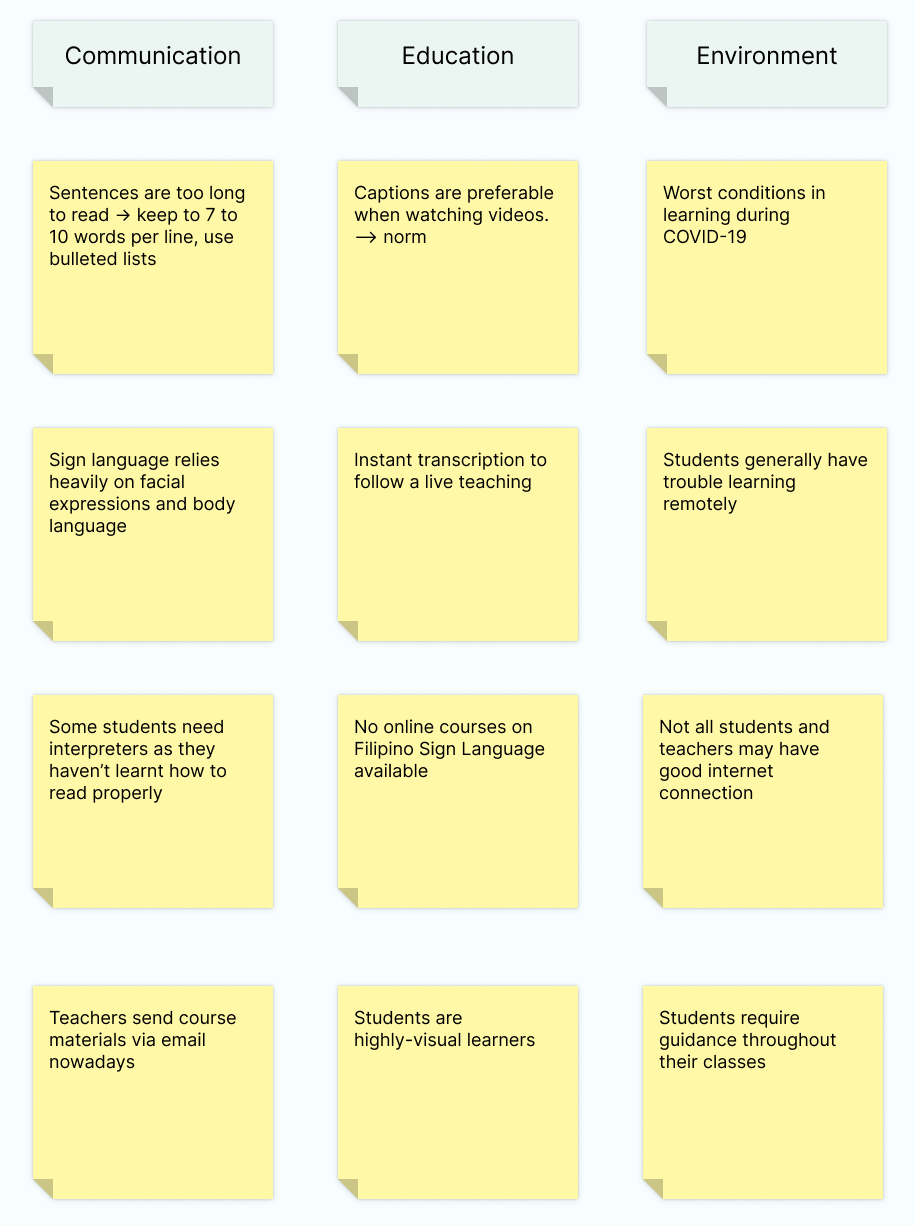 Communication
Education
Environment
Sentences are too long
to read → keep to 7 to
10 words per line, use
bulleted lists
Captions are preferable
when watching videos.
⟶ norm
Worst conditions in
learning during
COVID-19
Sign language relies
heavily on facial
expressions and body
language
Instant transcription to
follow a live teaching
Students generally have
trouble learning
remotely
Some students need
interpreters as they
haven’t learnt how to
read properly
No online courses on
Filipino Sign Language
available
Not all students and
teachers may have
good internet
connection
Teachers send course
materials via email
nowadays
Students are
highly-visual learners
Students require
guidance throughout
their classes